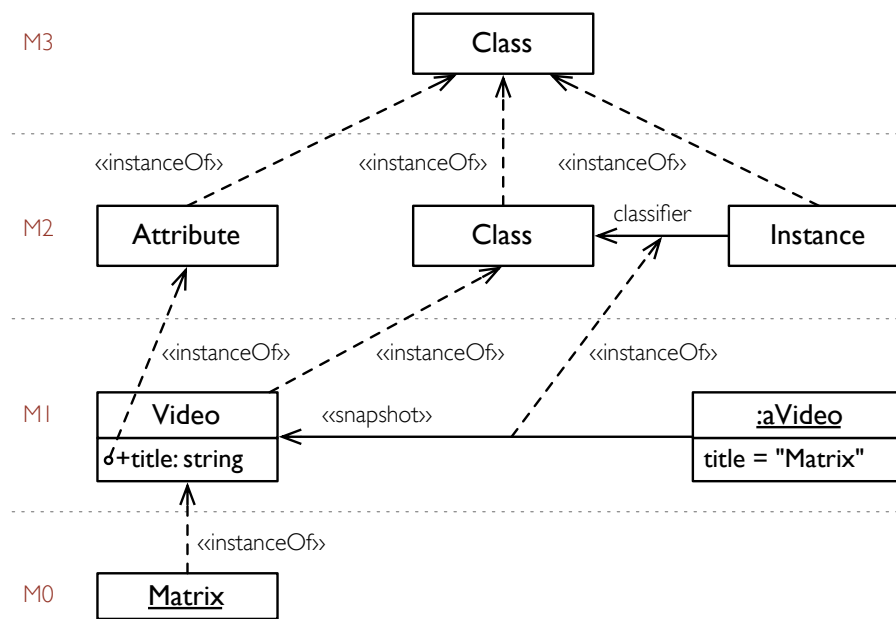 M3
Class
«instanceOf»
«instanceOf»
«instanceOf»
M2
Attribute
Class
classifier
Instance
«instanceOf»
«instanceOf»
«instanceOf»
M1
Video
«snapshot»
:aVideo
+title: string
title = "Matrix"
«instanceOf»
M0
Matrix